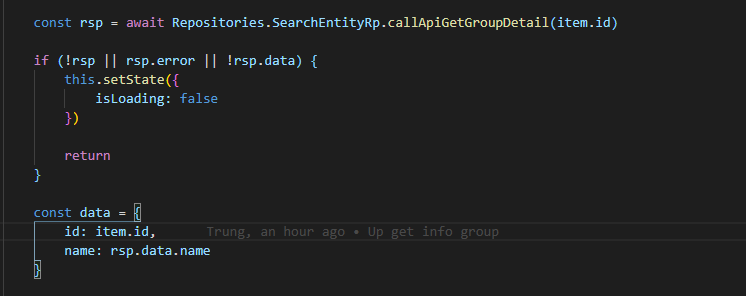 const rsp = await Repositories.SearchEntityRp.callApiGetGroupDetail(item.id)
if (!rsp || rsp.error || !rsp.data) {
this.setState({
isLoading: false
})
return
}
const data = {
id: item.id, Trung, an hour ago • Up get info group
name: rsp.data.name
}